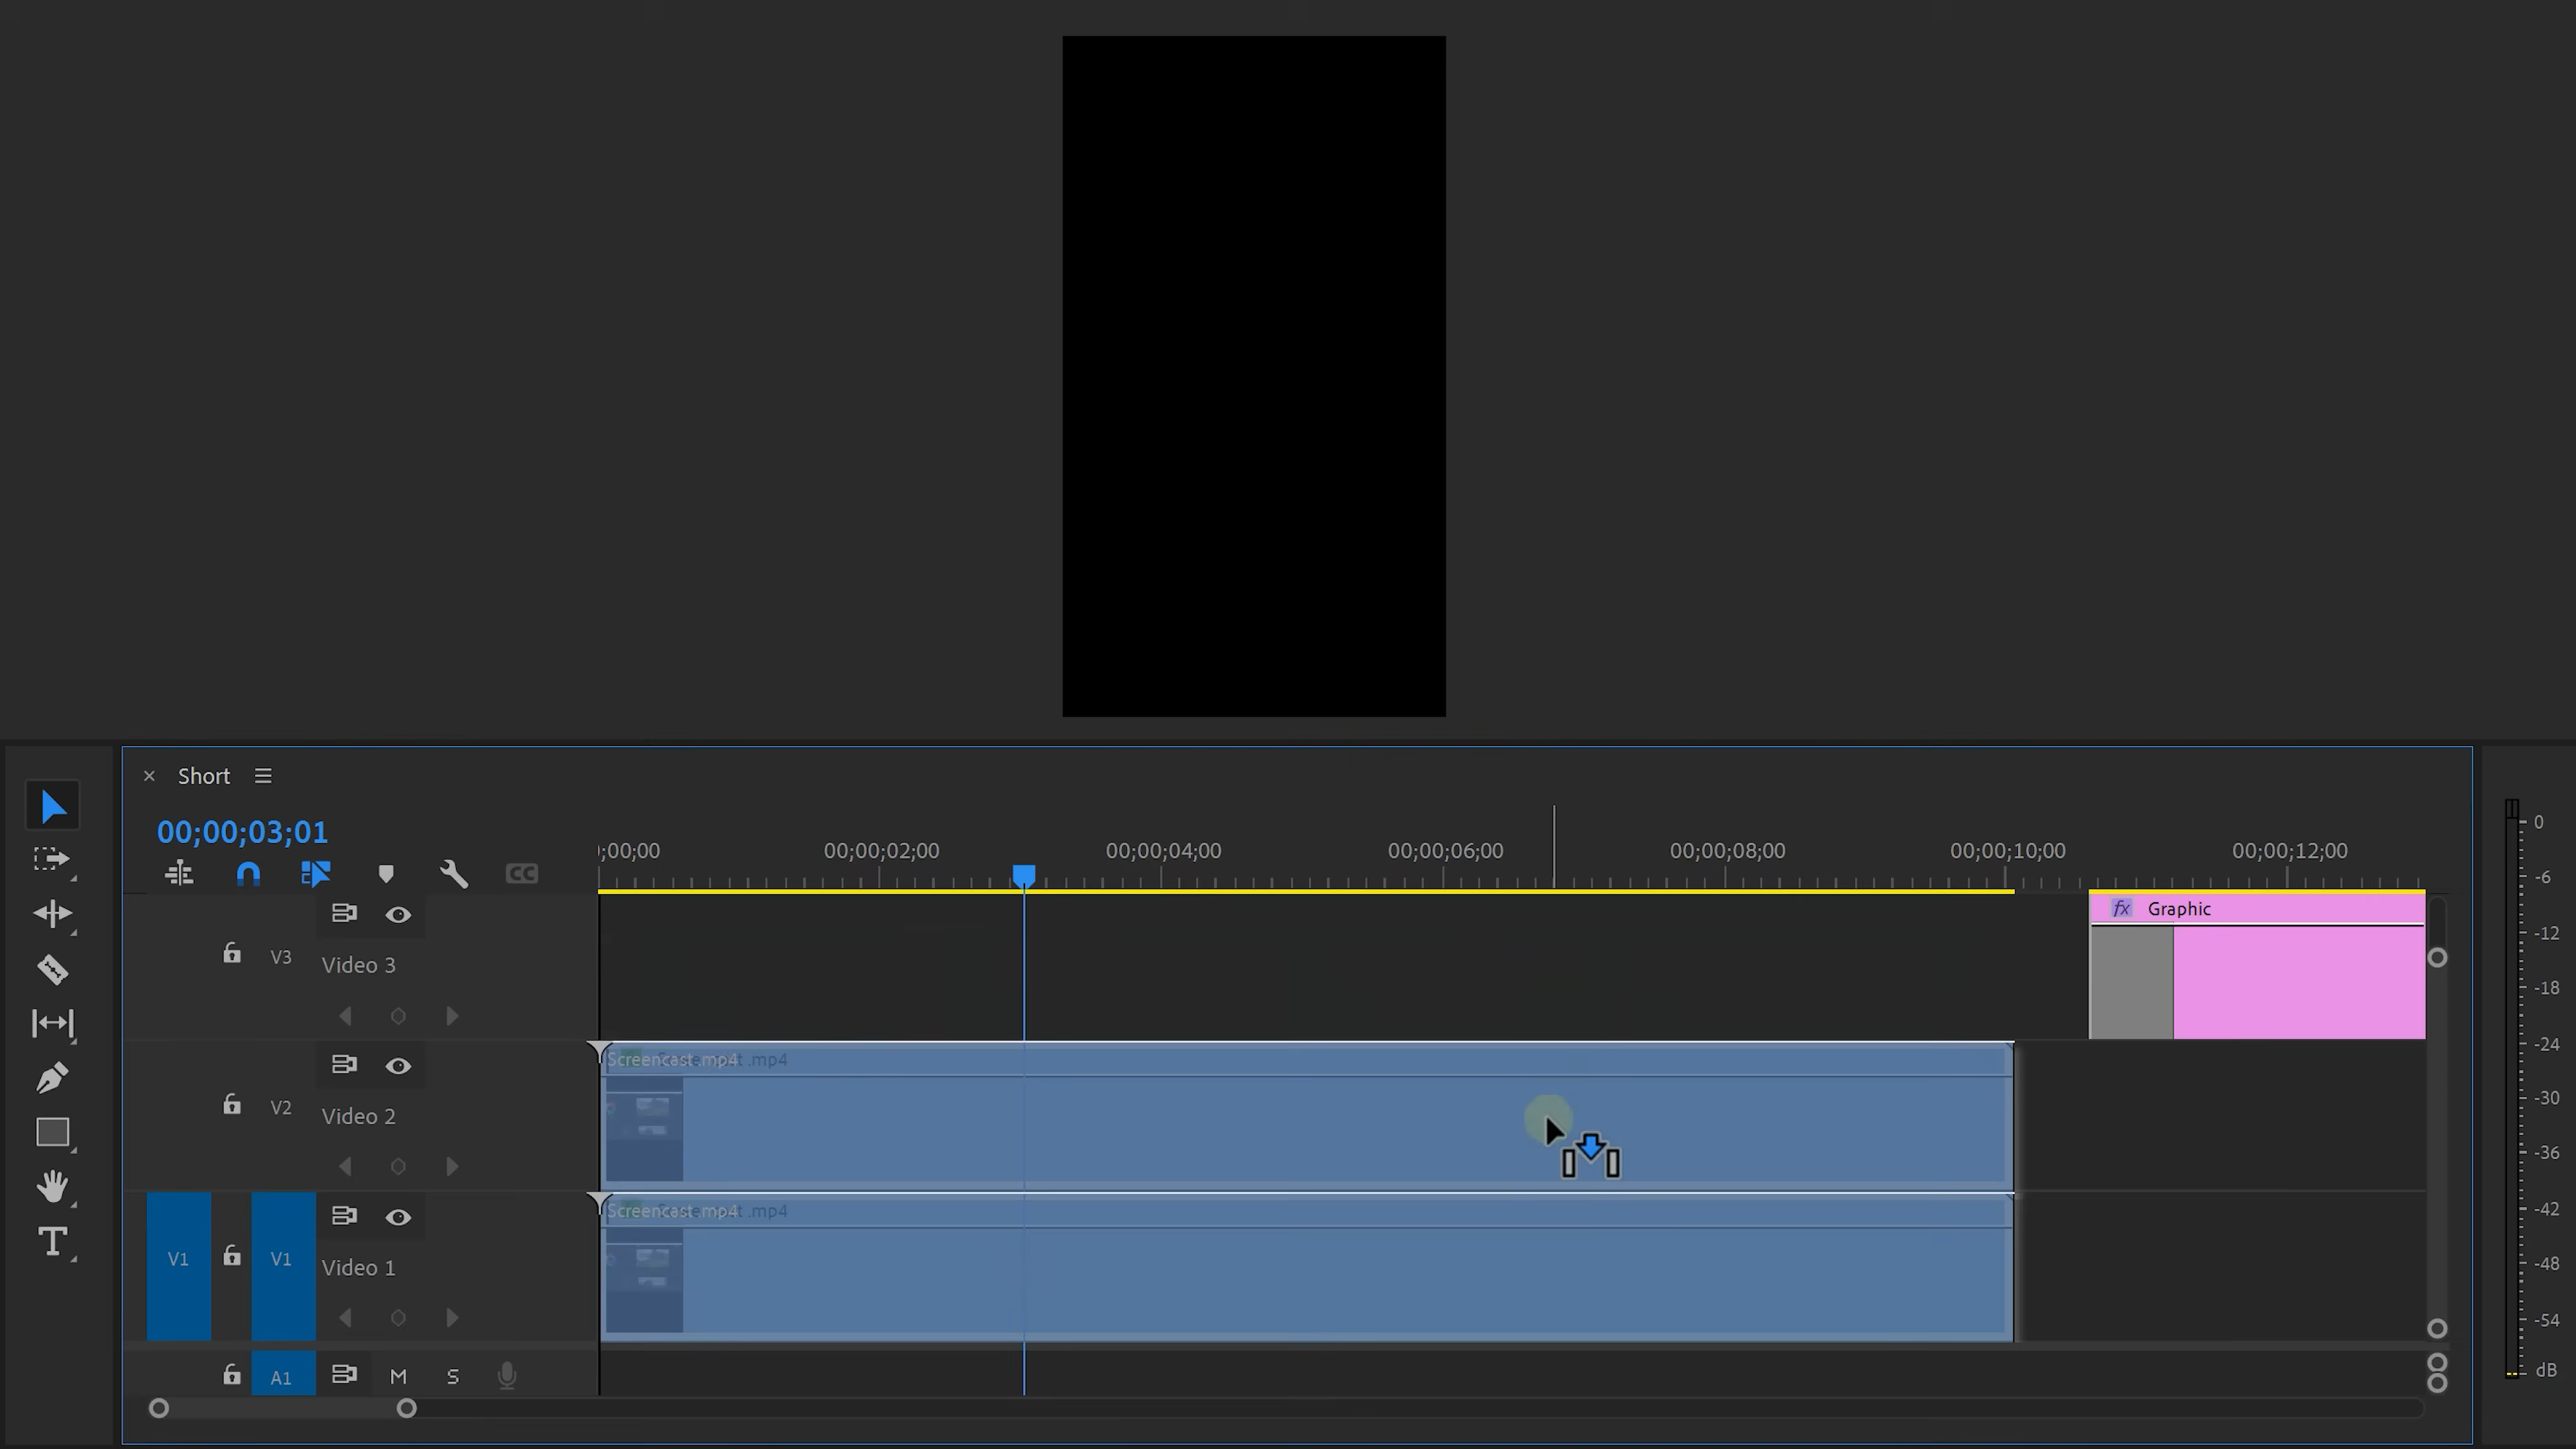 × Short
00;00;03;01
;00;00 00;00;02;00 00;00;04;00 00;00;06;00 00;00;08;00 00;00;10;00 00;00;12;00
CC
fx Graphic
V3 Video 3
Screencast.mp4
V2 Video 2
Screencast.mp4
V1 V1 Video 1
A1 M S
T
0
-6
-12
-18
-24
-30
-36
-42
-48
-54
dB